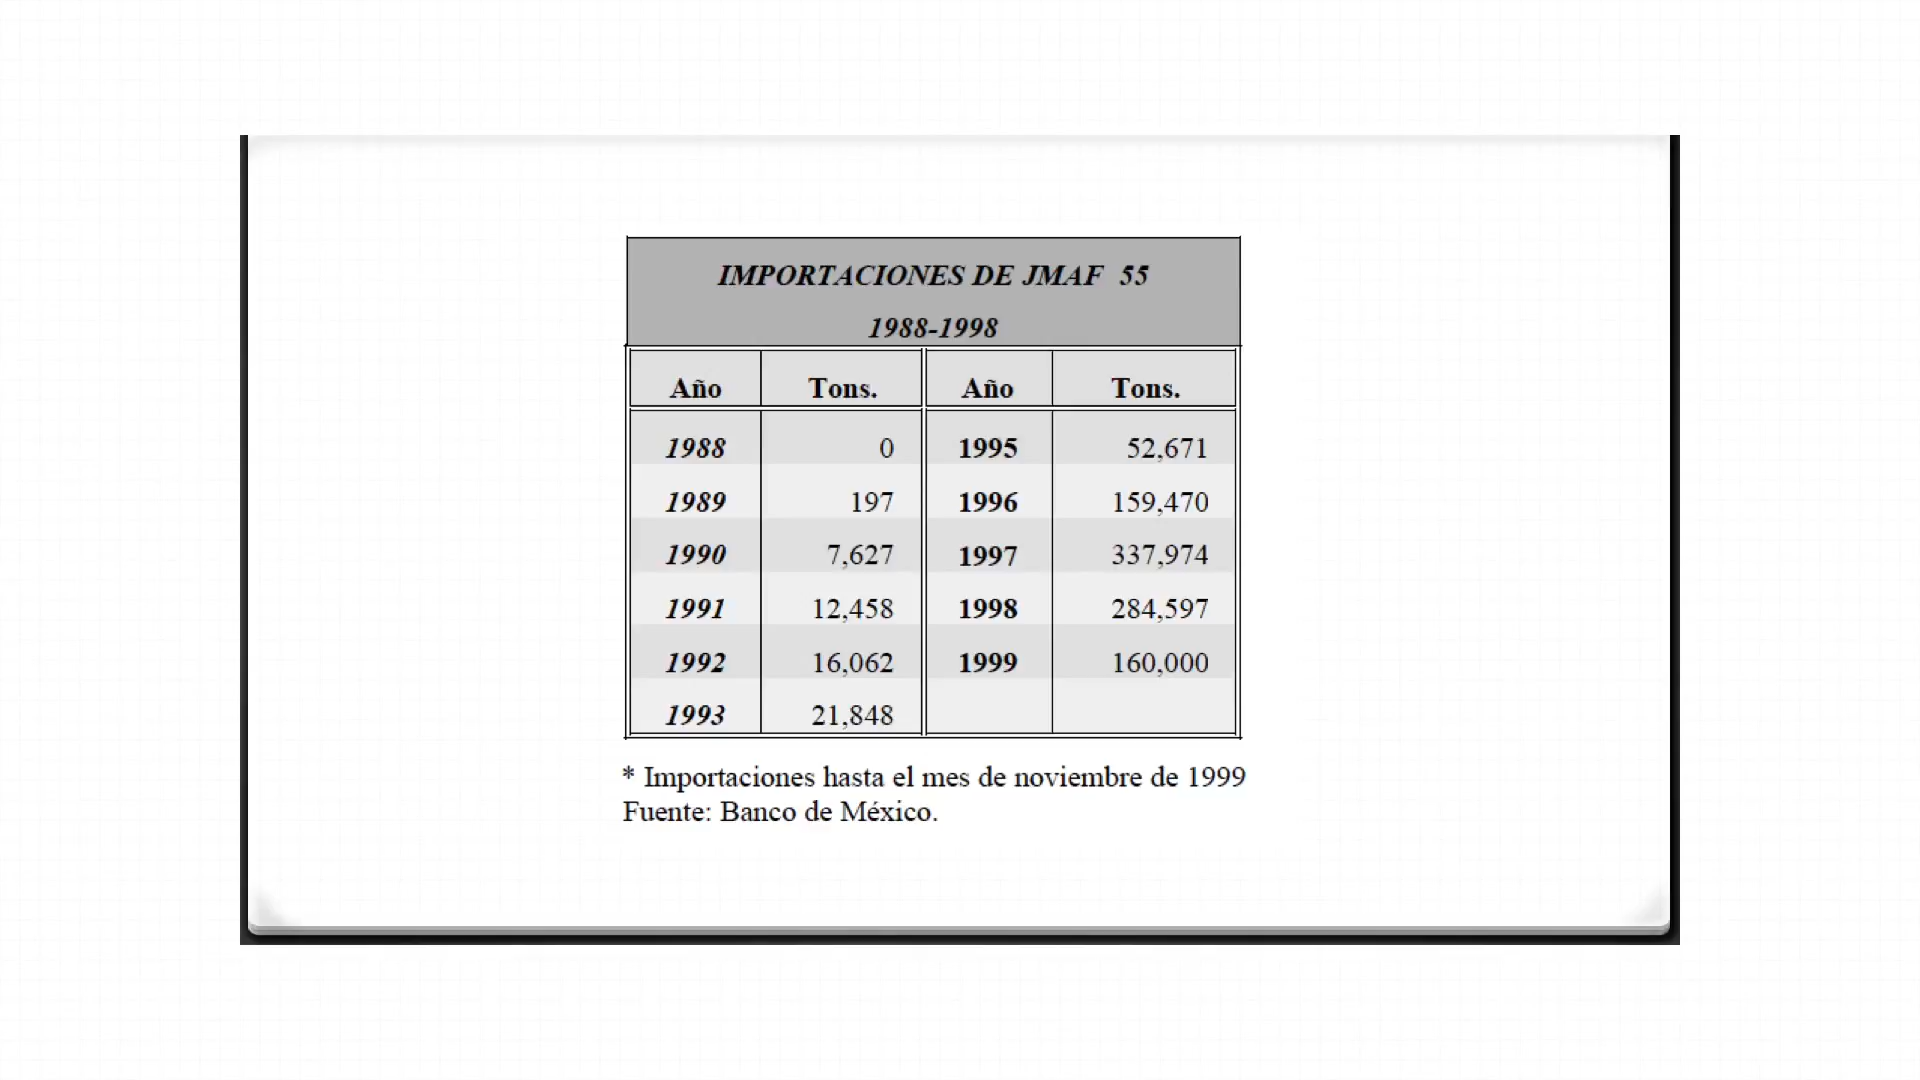 IMPORTACIONES DE JMAF 55
1988-1998
Año Tons. Año Tons.
1988 0 1995 52,671
1989 197 1996 159,470
1990 7,627 1997 337,974
1991 12,458 1998 284,597
1992 16,062 1999 160,000
1993 21,848
* Importaciones hasta el mes de noviembre de 1999
Fuente: Banco de México.